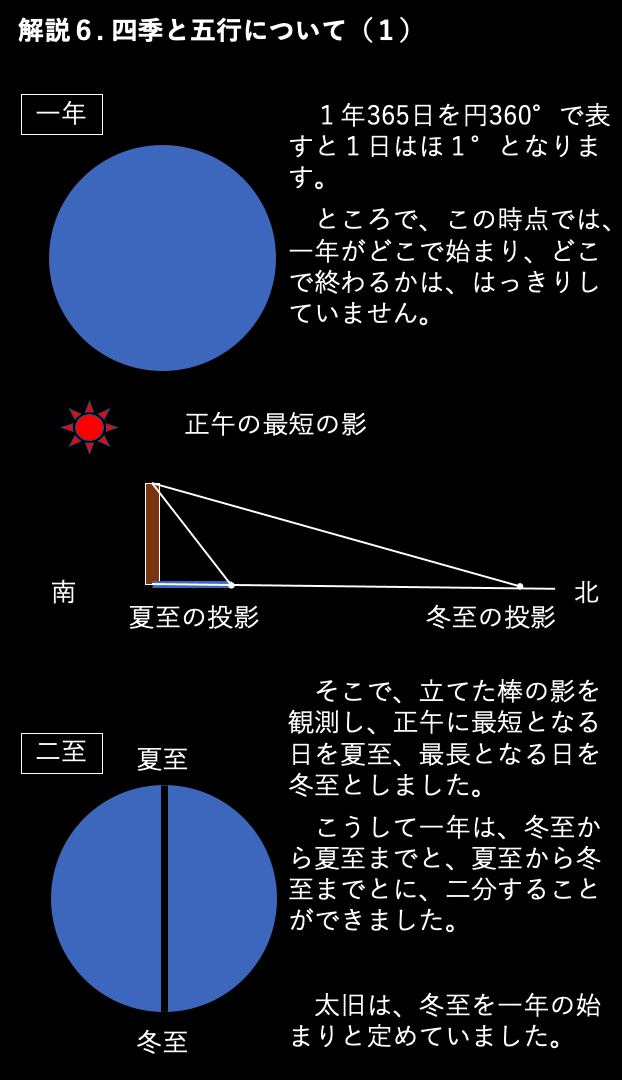 解説６. 四季と五行について（１）
一年
１年365日を円360°で表
すと１日はほ１°となりま
す。
ところで、この時点では、
一年がどこで始まり、どこ
で終わるかは、はっきりし
ていません。
正午の最短の影
南
北
夏至の投影
冬至の投影
そこで、立てた棒の影を
観測し、正午に最短となる
日を夏至、最長となる日を
冬至としました。
二至
夏至
こうして一年は、冬至か
ら夏至までと、夏至から冬
至までとに、二分すること
ができました。
冬至
太旧は、冬至を一年の始
まりと定めていました。